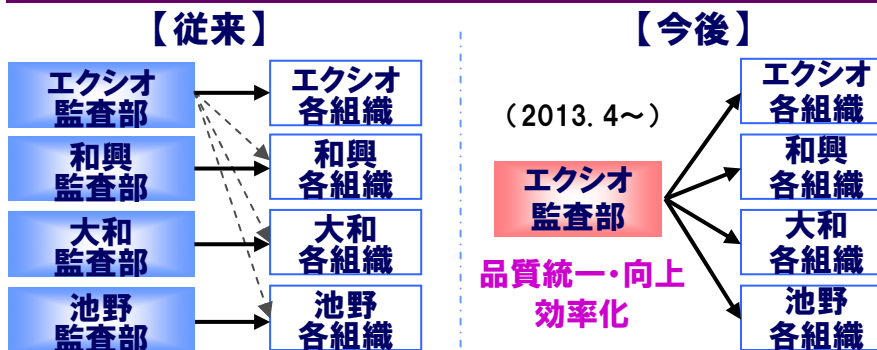 【従来】
エクシオ
監査部
エクシオ
各組織
和興
監査部
和興
各組織
大和
監査部
大和
各組織
池野
監査部
池野
各組織
【今後】
（2013. 4～）
エクシオ
監査部
品質統一・向上
効率化
エクシオ
各組織
和興
各組織
大和
各組織
池野
各組織